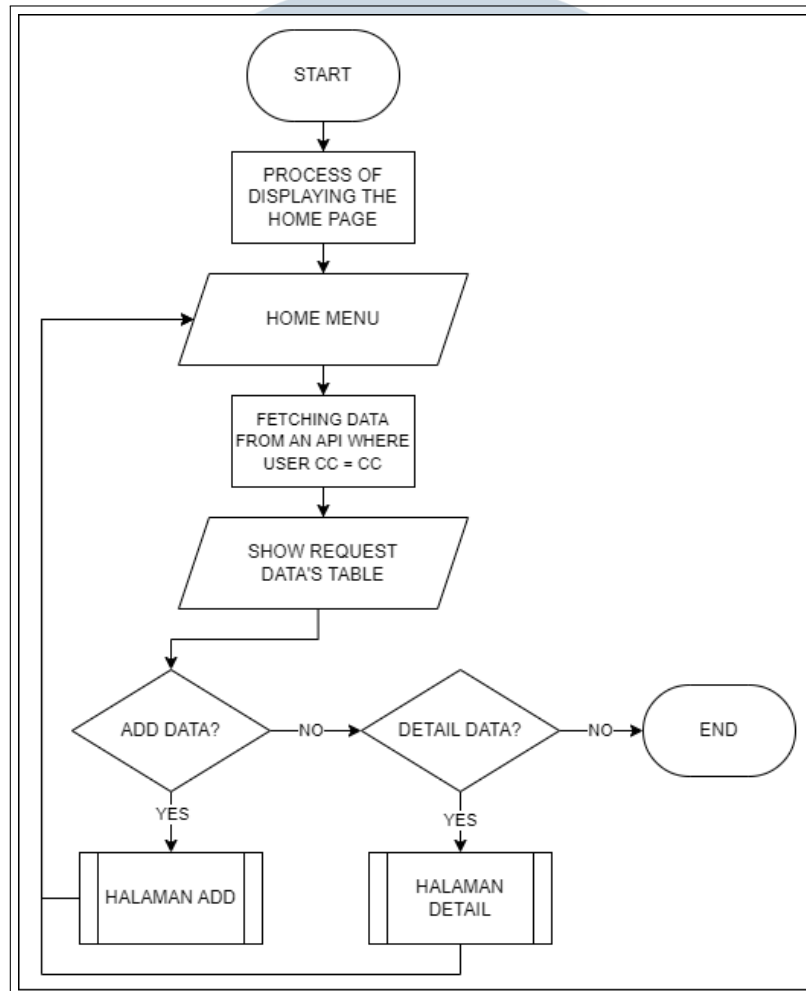 START
PROCESS OF
DISPLAYING THE
HOME PAGE
HOME MENU
FETCHING DATA
FROM AN API WHERE
USER CC = CC
SHOW REQUEST
DATA'S TABLE
ADD DATA?
NO
DETAIL DATA?
NO
END
YES
YES
HALAMAN ADD
HALAMAN
DETAIL